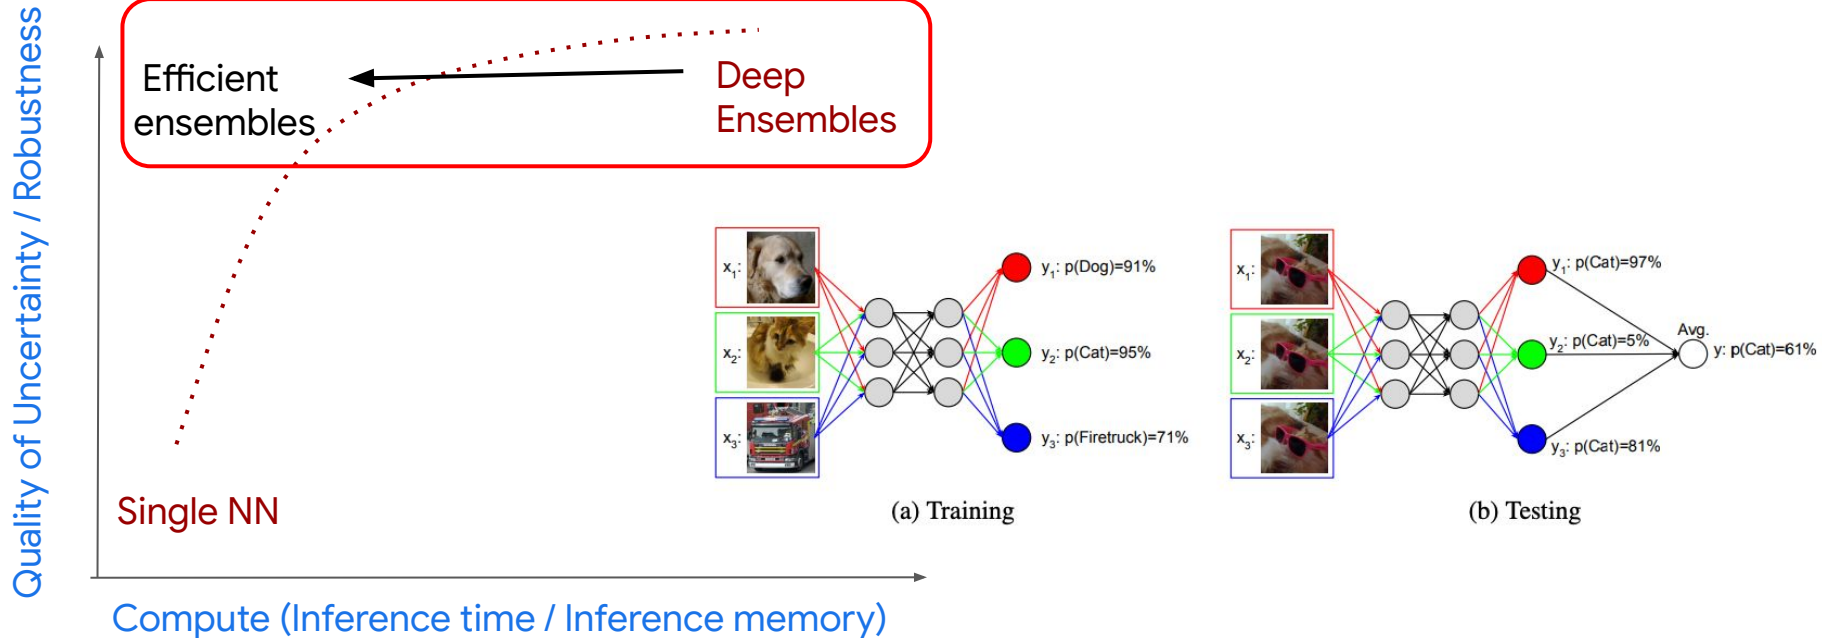 Quality of Uncertainty / Robustness
Efficient
ensembles
Deep
Ensembles
Single NN
Compute (Inference time / Inference memory)
x1:
x2:
x3:
y1: p(Dog)=91%
y2: p(Cat)=95%
y3: p(Firetruck)=71%
(a) Training
x1:
x2:
x3:
y1: p(Cat)=97%
y2: p(Cat)=5%
y3: p(Cat)=81%
Avg.
y: p(Cat)=61%
(b) Testing